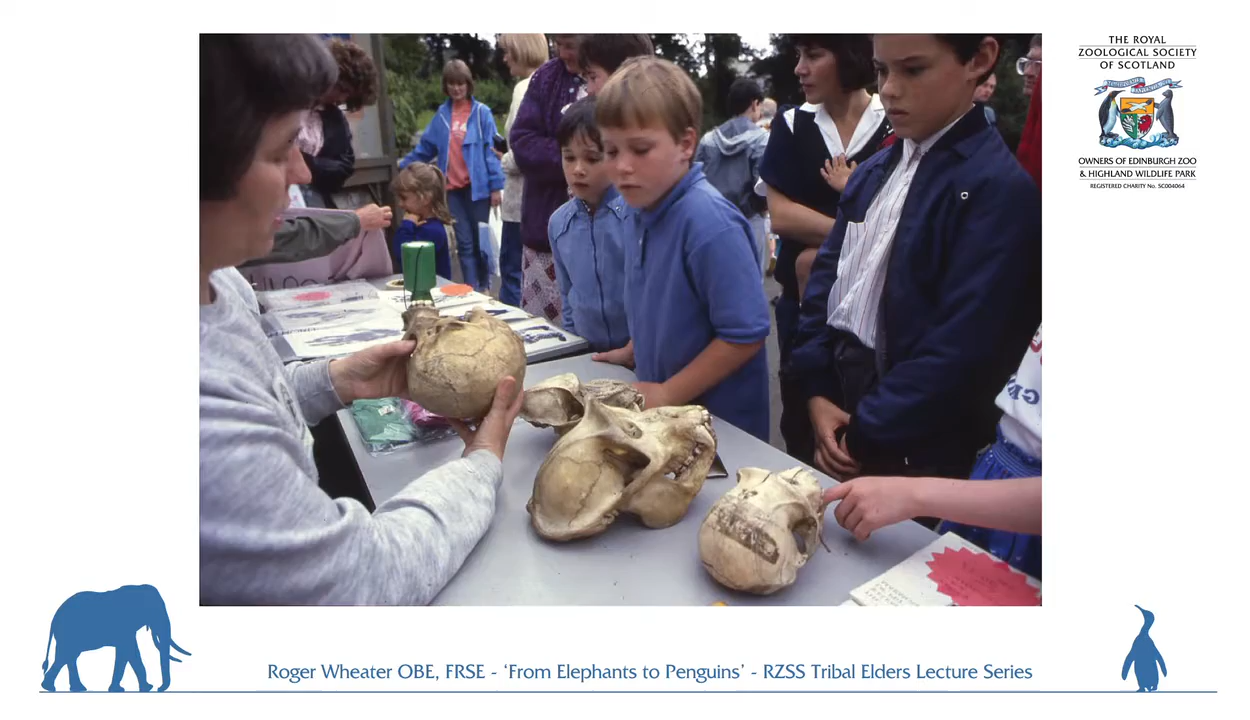 THE ROYAL
ZOOLOGICAL SOCIETY
OF SCOTLAND
OWNERS OF EDINBURGH ZOO
& HIGHLAND WILDLIFE PARK
REGISTERED CHARITY No. SC004064
Roger Wheater OBE, FRSE - ‘From Elephants to Penguins’ - RZSS Tribal Elders Lecture Series